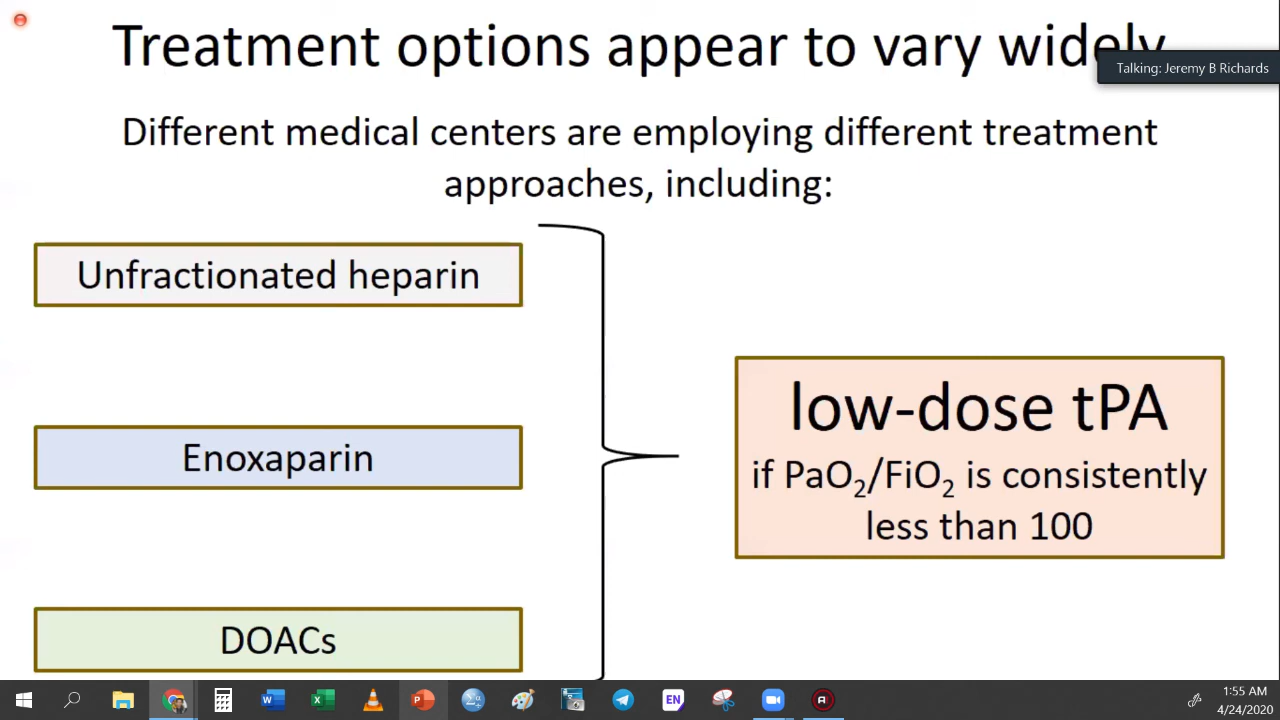 Treatment options appear to vary widely
Talking: Jeremy B Richards
Different medical centers are employing different treatment
approaches, including:
Unfractionated heparin
Enoxaparin
DOACs
low-dose tPA
if PaO₂/FiO₂ is consistently
less than 100
EN
1:55 AM
4/24/2020